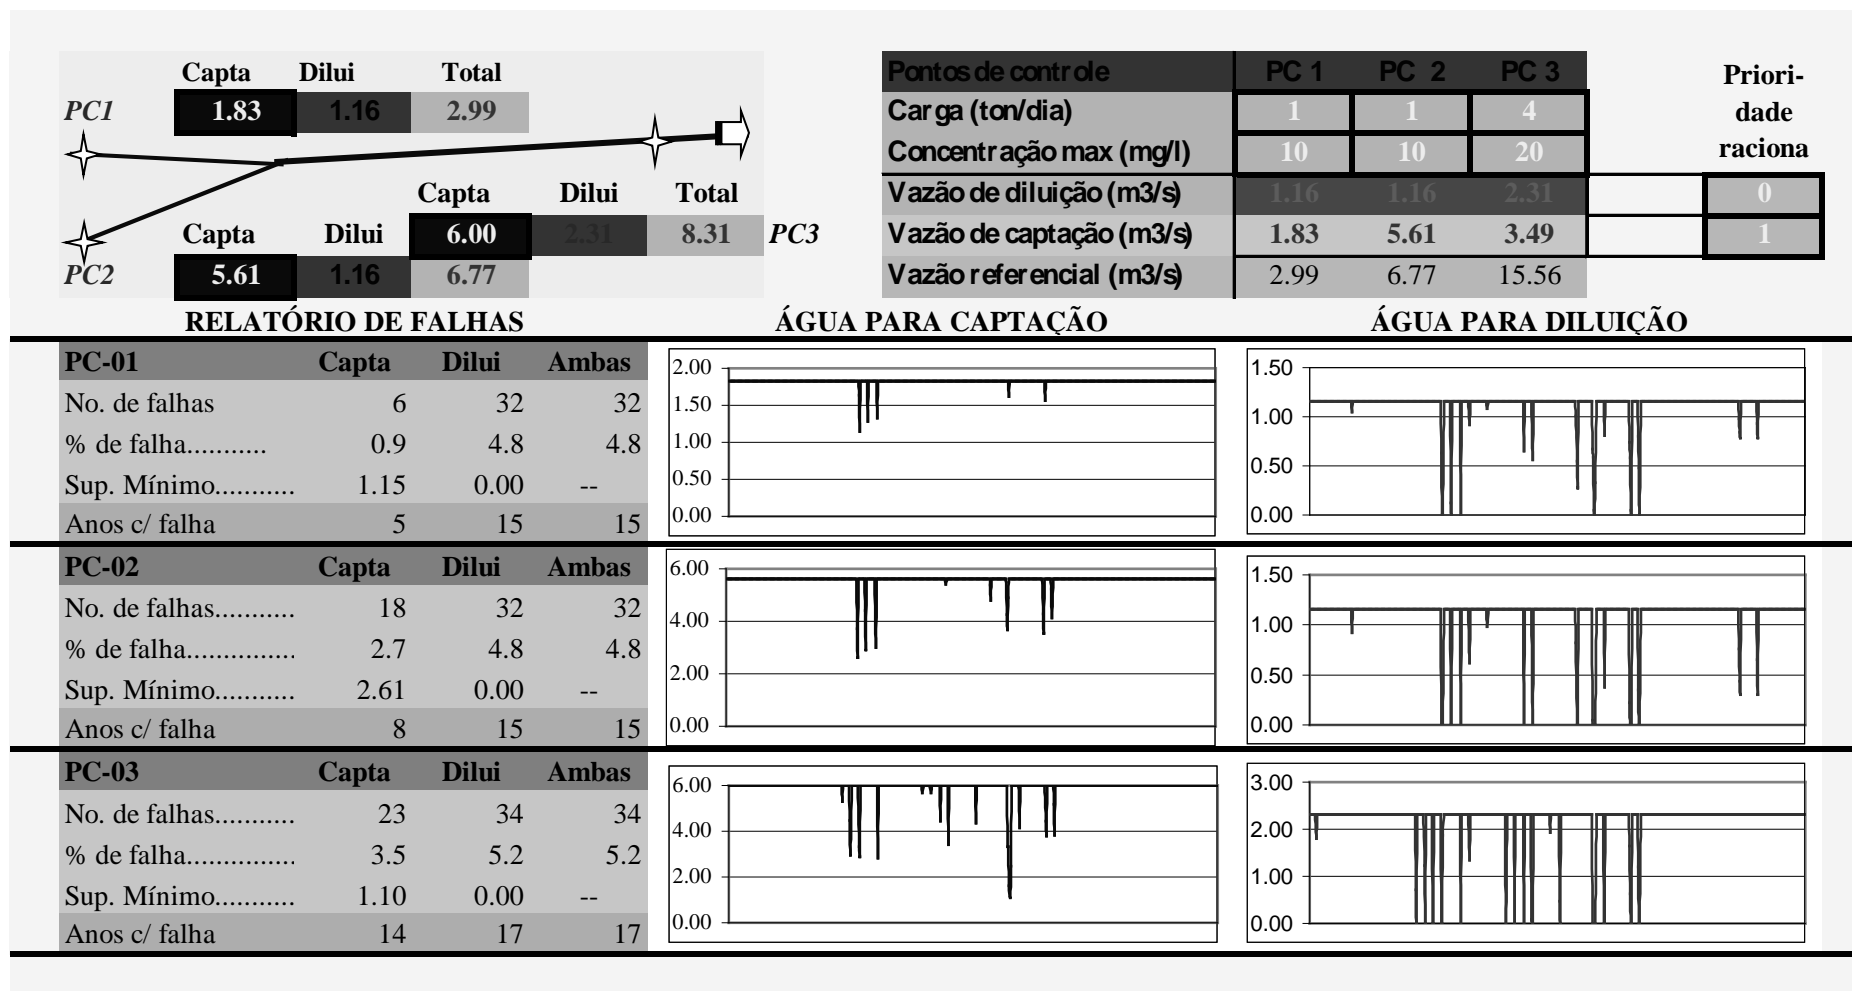 Capta Dilui Total
PC1 1.83 1.16 2.99
Capta Dilui Total
6.00 2.31 8.31 PC3
Capta Dilui
PC2 5.61 1.16 6.77
Pontos de controle PC 1 PC 2 PC 3
Carga (ton/dia) 1 1 4
Concentração max (mg/l) 10 10 20
Vazão de diluição (m3/s) 1.16 1.16 2.31
Vazão de captação (m3/s) 1.83 5.61 3.49
Vazão referencial (m3/s) 2.99 6.77 15.56
Priori-
dade
raciona
0
1
RELATÓRIO DE FALHAS
ÁGUA PARA CAPTAÇÃO
ÁGUA PARA DILUIÇÃO
PC-01 Capta Dilui Ambas
No. de falhas 6 32 32
% de falha........... 0.9 4.8 4.8
Sup. Mínimo........... 1.15 0.00 --
Anos c/ falha 5 15 15
2.00
1.50
1.00
0.50
0.00
1.50
1.00
0.50
0.00
PC-02 Capta Dilui Ambas
No. de falhas........... 18 32 32
% de falha............... 2.7 4.8 4.8
Sup. Mínimo........... 2.61 0.00 --
Anos c/ falha 8 15 15
6.00
4.00
2.00
0.00
1.50
1.00
0.50
0.00
PC-03 Capta Dilui Ambas
No. de falhas........... 23 34 34
% de falha............... 3.5 5.2 5.2
Sup. Mínimo........... 1.10 0.00 --
Anos c/ falha 14 17 17
6.00
4.00
2.00
0.00
3.00
2.00
1.00
0.00